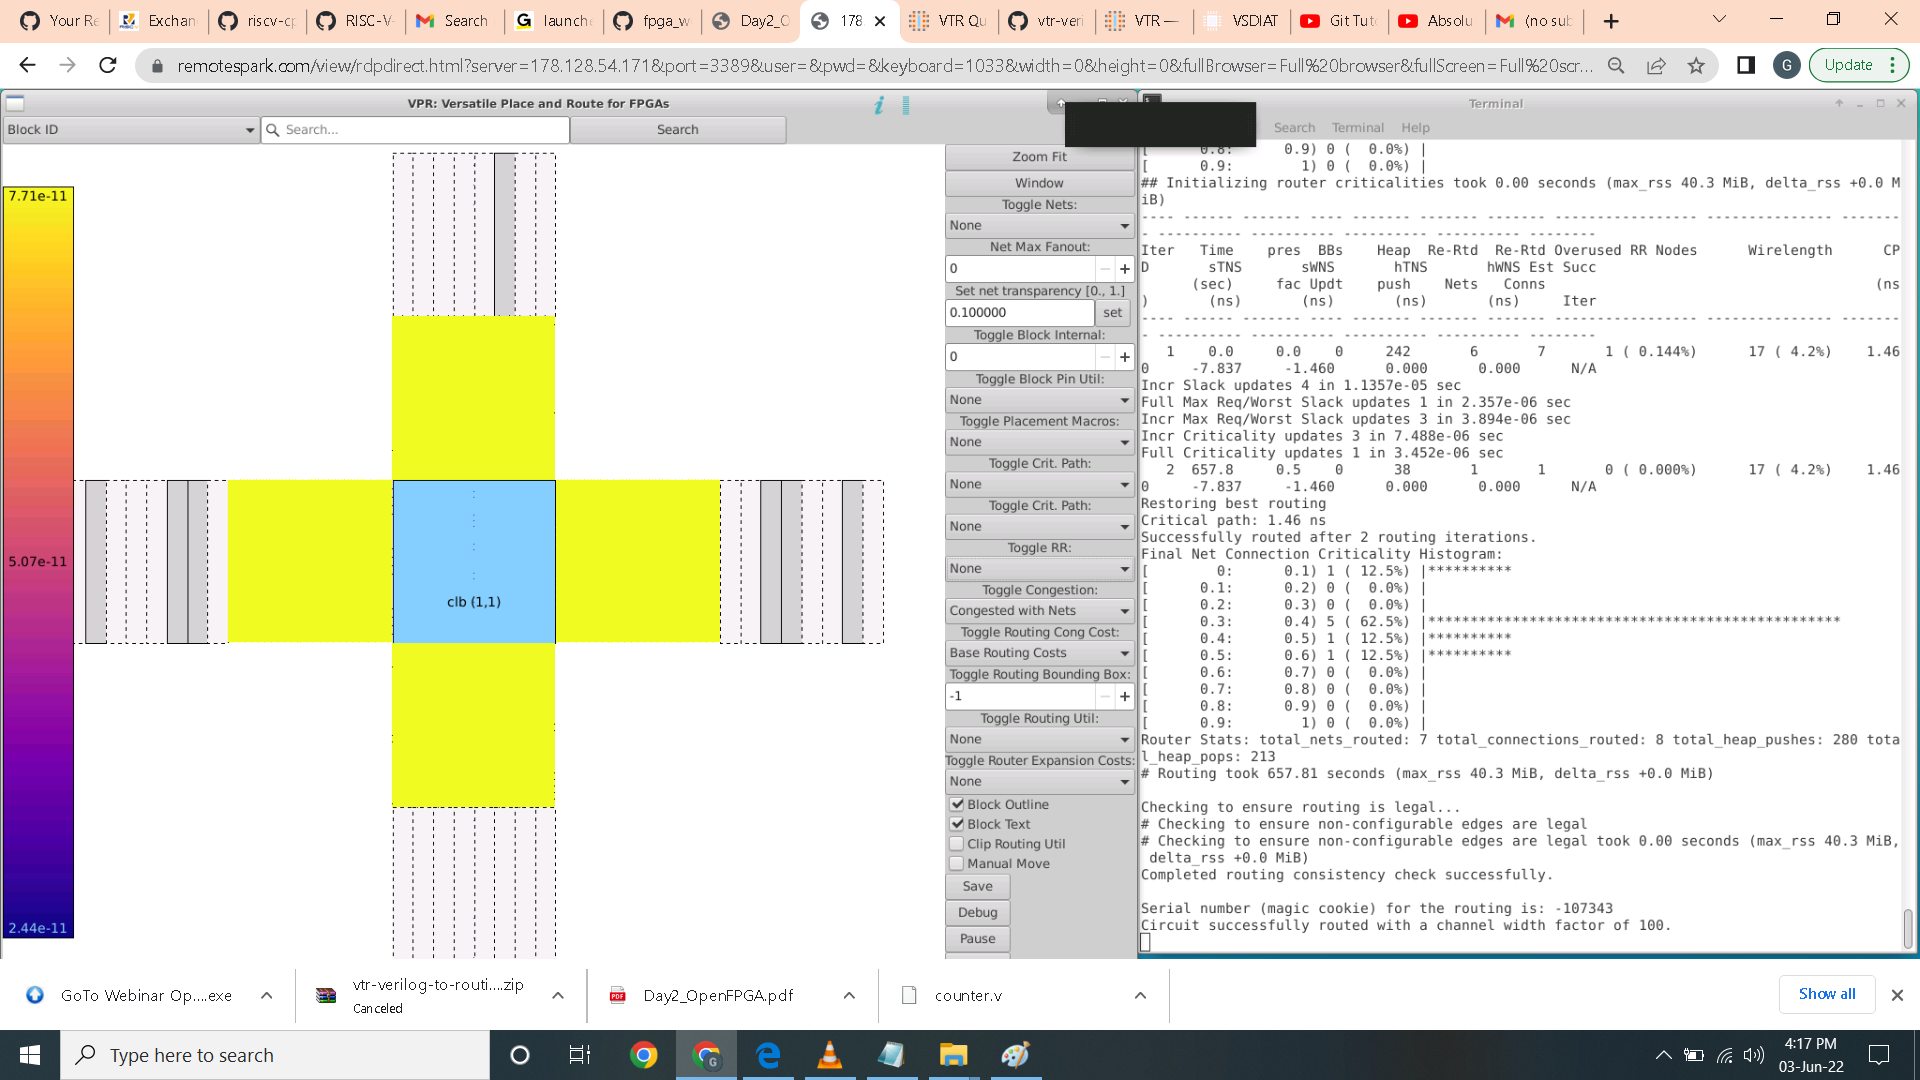 Your Re
Exchan
riscv-cp
RISC-V-
Search
launche
fpga_w
Day2_O
178
VTR Qu
vtr-veri
VTR —
VSDIAT
Git Tuto
Absolu
(no sub
remotespark.com/view/rdpdirect.html?server=178.128.54.171&port=3389&user=&pwd=&keyboard=1033&width=0&height=0&fullBrowser=Full%20browser&fullScreen=Full%20scr...
G
Update
VPR: Versatile Place and Route for FPGAs
Block ID
Search...
Search
7.71e-11
5.07e-11
2.44e-11
clb (1,1)
Zoom Fit
Window
Toggle Nets:
None
Net Max Fanout:
0
Set net transparency [0., 1.]
0.100000
set
Toggle Block Internal:
0
Toggle Block Pin Util:
None
Toggle Placement Macros:
None
Toggle Crit. Path:
None
Toggle Crit. Path:
None
Toggle RR:
None
Toggle Congestion:
Congested with Nets
Toggle Routing Cong Cost:
Base Routing Costs
Toggle Routing Bounding Box:
-1
Toggle Routing Util:
None
Toggle Router Expansion Costs:
None
Block Outline
Block Text
Clip Routing Util
Manual Move
Save
Debug
Pause
Terminal
Search Terminal Help
[ 0.8: 0.9) 0 ( 0.0%) |
[ 0.9: 1) 0 ( 0.0%) |
## Initializing router criticalities took 0.00 seconds (max_rss 40.3 MiB, delta_rss +0.0 M
iB)
---- ------ ------- ---- ------- ------- ------- ----------------- --------------- -------
- ---------- ---------- ---------- ---------- --------
Iter Time pres BBs Heap Re-Rtd Re-Rtd Overused RR Nodes Wirelength CP
D sTNS sWNS hTNS hWNS Est Succ
(sec) fac Updt push Nets Conns (ns
) (ns) (ns) (ns) (ns) Iter
---- ------ ------- ---- ------- ------- ------- ----------------- --------------- -------
- ---------- ---------- ---------- ---------- --------
1 0.0 0.0 0 242 6 7 1 ( 0.144%) 17 ( 4.2%) 1.46
0 -7.837 -1.460 0.000 0.000 N/A
Incr Slack updates 4 in 1.1357e-05 sec
Full Max Req/Worst Slack updates 1 in 2.357e-06 sec
Incr Max Req/Worst Slack updates 3 in 3.894e-06 sec
Incr Criticality updates 3 in 7.488e-06 sec
Full Criticality updates 1 in 3.452e-06 sec
2 657.8 0.5 0 38 1 1 0 ( 0.000%) 17 ( 4.2%) 1.46
0 -7.837 -1.460 0.000 0.000 N/A
Restoring best routing
Critical path: 1.46 ns
Successfully routed after 2 routing iterations.
Final Net Connection Criticality Histogram:
[ 0: 0.1) 1 ( 12.5%) |**********
[ 0.1: 0.2) 0 ( 0.0%) |
[ 0.2: 0.3) 0 ( 0.0%) |
[ 0.3: 0.4) 5 ( 62.5%) |*************************************************
[ 0.4: 0.5) 1 ( 12.5%) |**********
[ 0.5: 0.6) 1 ( 12.5%) |**********
[ 0.6: 0.7) 0 ( 0.0%) |
[ 0.7: 0.8) 0 ( 0.0%) |
[ 0.8: 0.9) 0 ( 0.0%) |
[ 0.9: 1) 0 ( 0.0%) |
Router Stats: total_nets_routed: 7 total_connections_routed: 8 total_heap_pushes: 280 tota
l_heap_pops: 213
# Routing took 657.81 seconds (max_rss 40.3 MiB, delta_rss +0.0 MiB)
Checking to ensure routing is legal...
# Checking to ensure non-configurable edges are legal
# Checking to ensure non-configurable edges are legal took 0.00 seconds (max_rss 40.3 MiB,
delta_rss +0.0 MiB)
Completed routing consistency check successfully.
Serial number (magic cookie) for the routing is: -107343
Circuit successfully routed with a channel width factor of 100.
GoTo Webinar Op....exe
vtr-verilog-to-routi....zip
Canceled
Day2_OpenFPGA.pdf
counter.v
Show all
Type here to search
4:17 PM
03-Jun-22